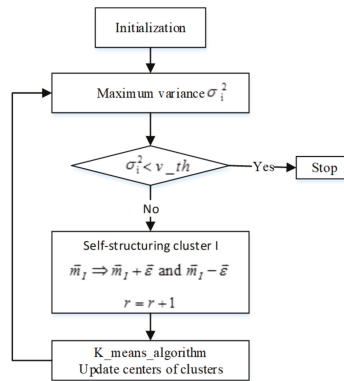 Initialization
Maximum variance σ_i^2
σ_i^2 < v_th
Yes
Stop
No
Self-structuring cluster I
m̄_I ⇒ m̄_I + ε̄ and m̄_I − ε̄
r = r + 1
K_means_algorithm
Update centers of clusters